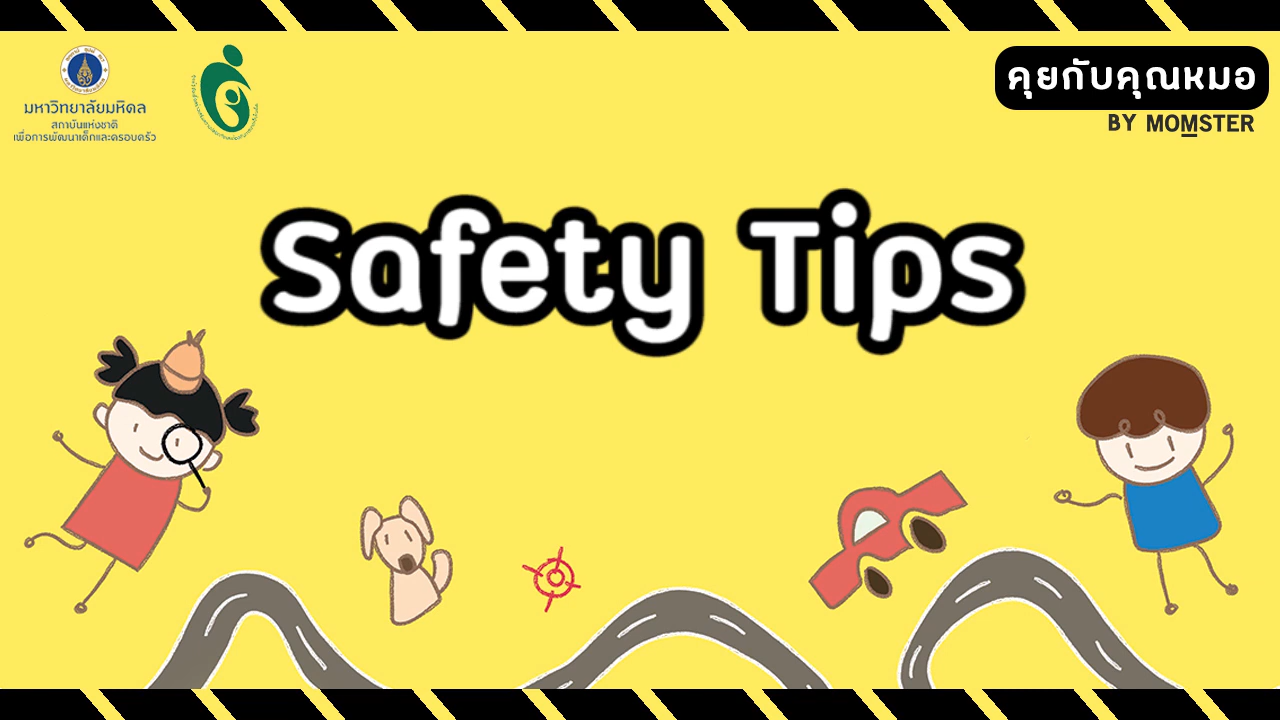 มหาวิทยาลัยมหิดล
สถาบันแห่งชาติ
เพื่อการพัฒนาเด็กและครอบครัว
คุยกับคุณหมอ
BY MOMSTER
Safety Tips